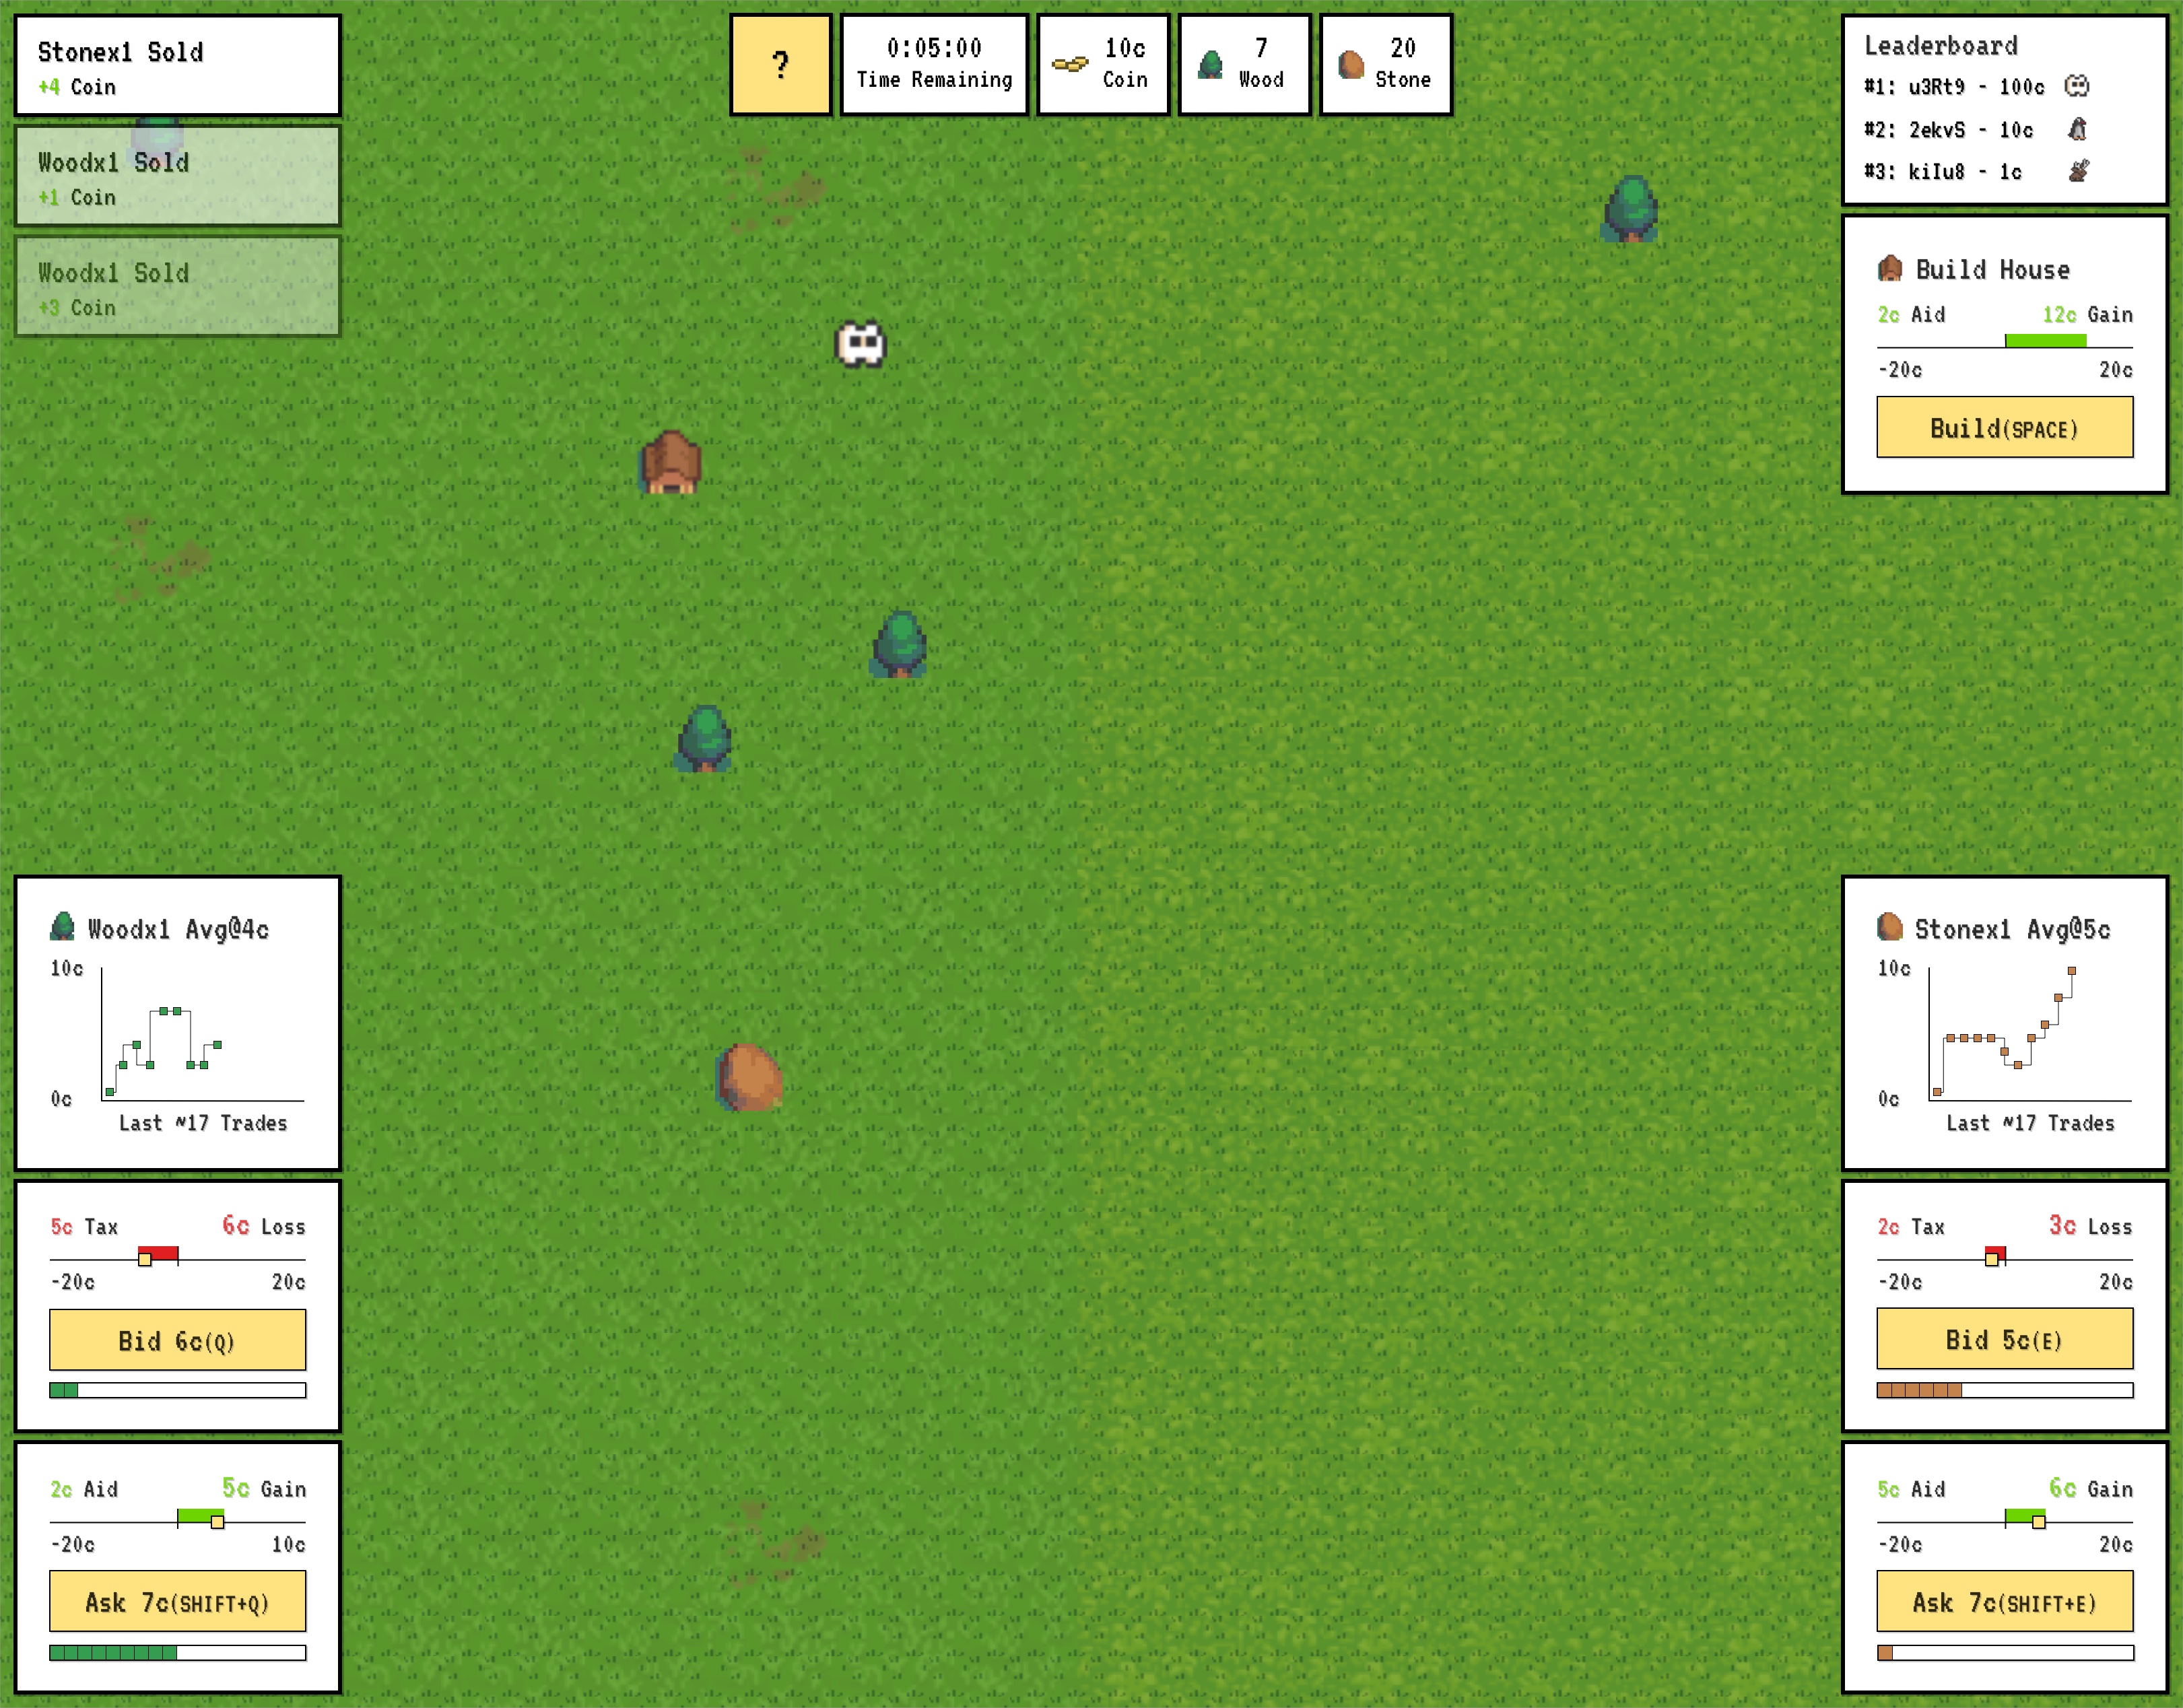 Stonex1 Sold
+4 Coin
Woodx1 Sold
+1 Coin
Woodx1 Sold
+3 Coin
?
0:05:00
Time Remaining
10c
Coin
7
Wood
20
Stone
Leaderboard
#1: u3Rt9 - 100c
#2: 2ekvS - 10c
#3: kiIu8 - 1c
Build House
2c Aid 12c Gain
-20c 20c
Build(SPACE)
Woodx1 Avg@4c
10c
0c
Last ~17 Trades
5c Tax 6c Loss
-20c 20c
Bid 6c(Q)
2c Aid 5c Gain
-20c 10c
Ask 7c(SHIFT+Q)
Stonex1 Avg@5c
10c
0c
Last ~17 Trades
2c Tax 3c Loss
-20c 20c
Bid 5c(E)
5c Aid 6c Gain
-20c 20c
Ask 7c(SHIFT+E)